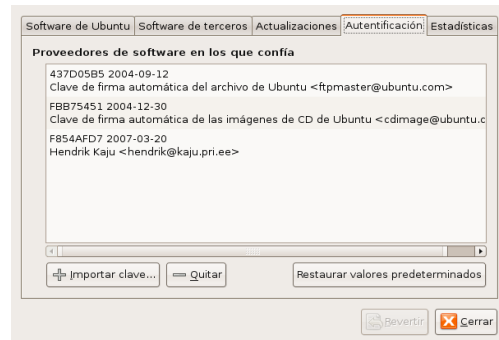 Software de Ubuntu Software de terceros Actualizaciones Autentificación Estadísticas
Proveedores de software en los que confía
437D05B5 2004-09-12
Clave de firma automática del archivo de Ubuntu <ftpmaster@ubuntu.com>
FBB75451 2004-12-30
Clave de firma automática de las imágenes de CD de Ubuntu <cdimage@ubuntu.c
F854AFD7 2007-03-20
Hendrik Kaju <hendrik@kaju.pri.ee>
Importar clave... Quitar Restaurar valores predeterminados
Revertir Cerrar